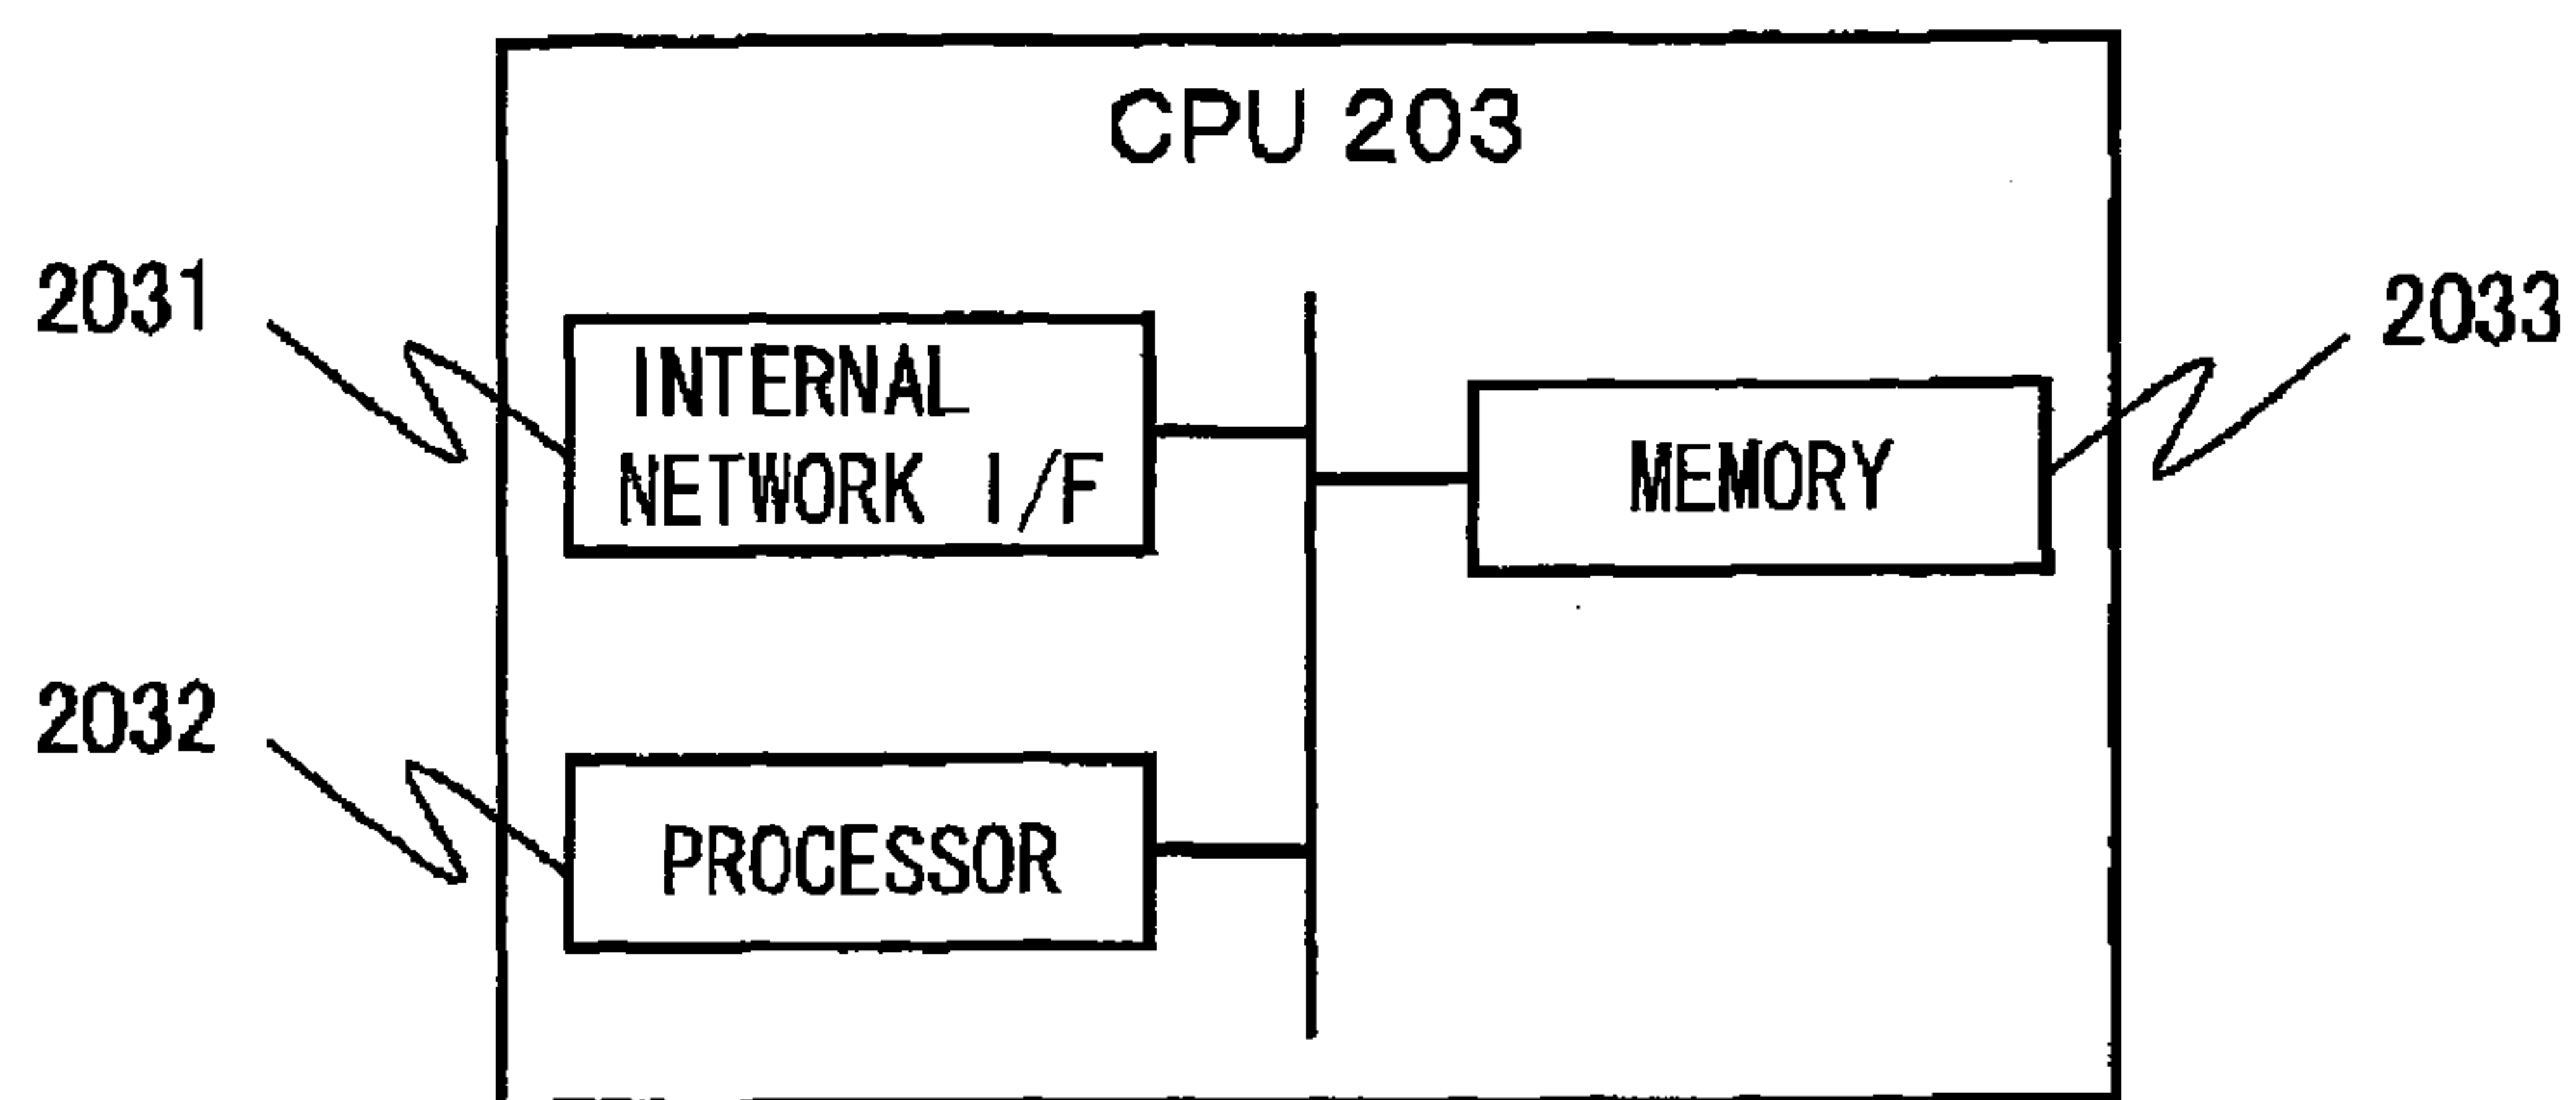 CPU 203
2031
INTERNAL
NETWORK I/F
2033
MEMORY
2032
PROCESSOR